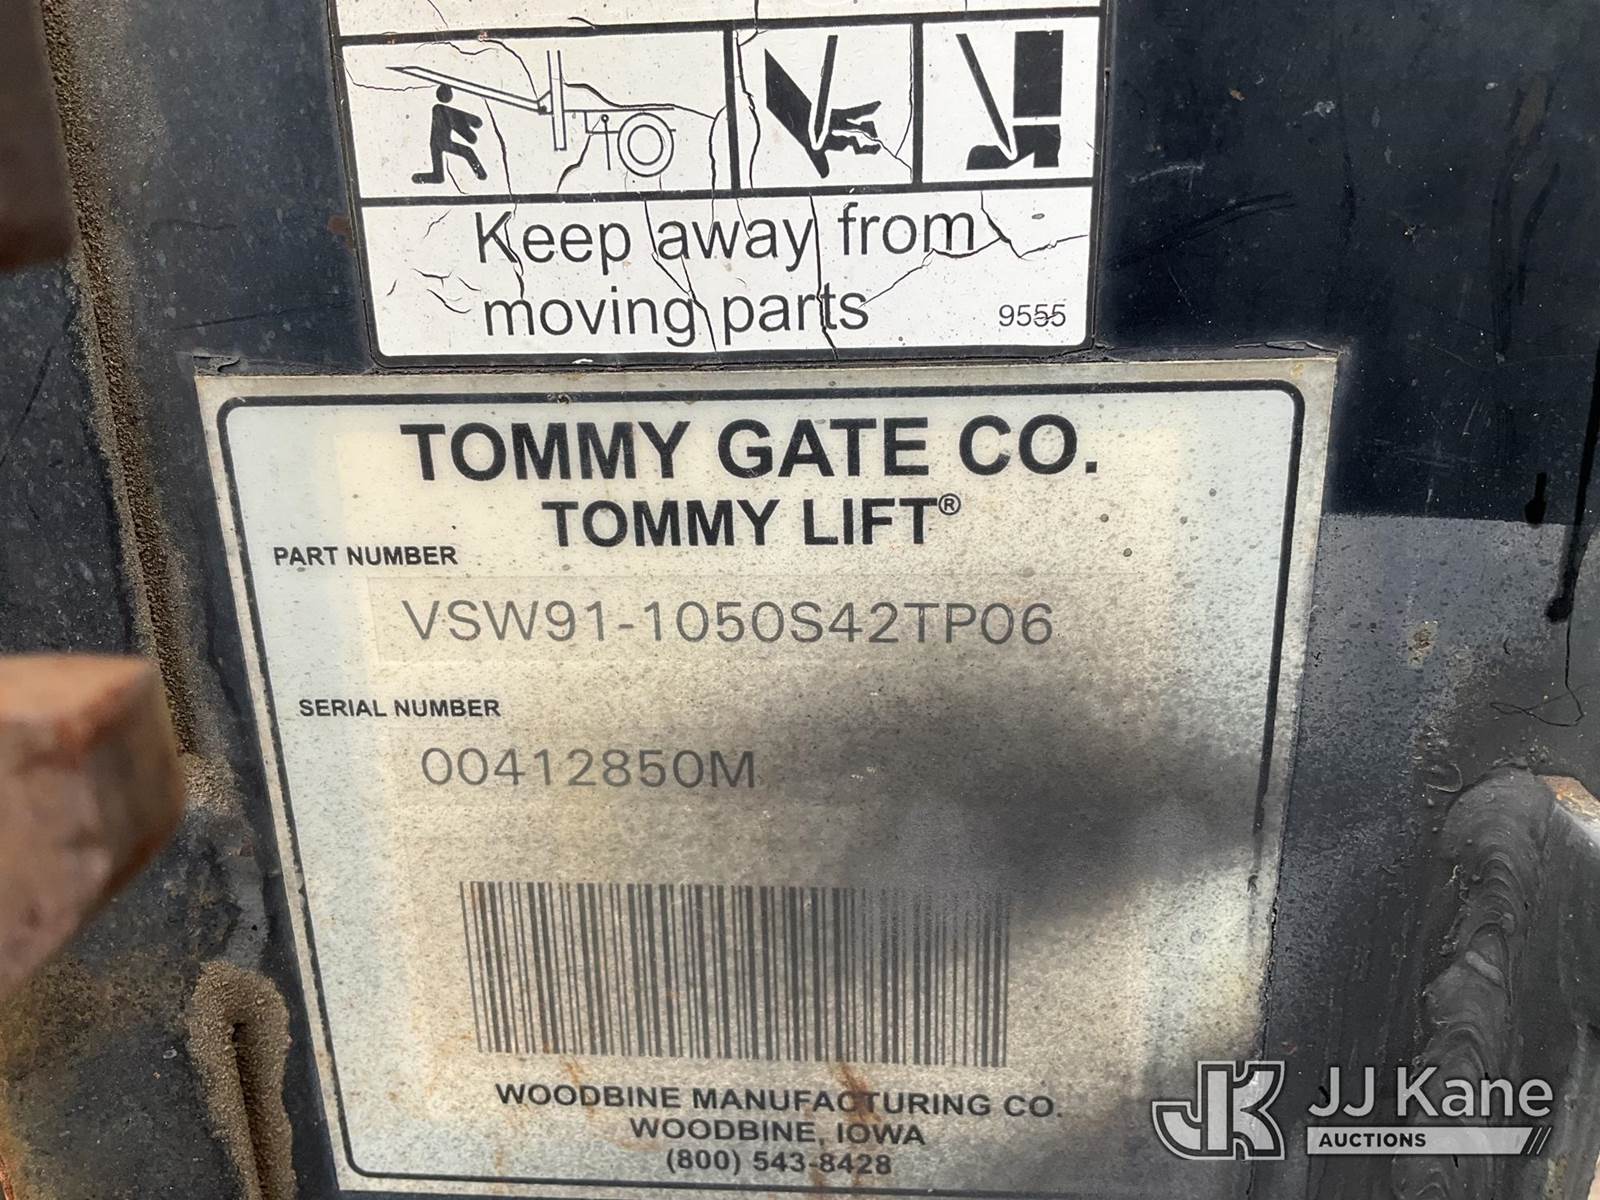 Keep away from
moving parts
9555
TOMMY GATE CO.
TOMMY LIFT®
PART NUMBER
VSW91-1050S42TP06
SERIAL NUMBER
00412850M
WOODBINE MANUFACTURING CO.
WOODBINE, IOWA
(800) 543-8428
JK JJ Kane
AUCTIONS